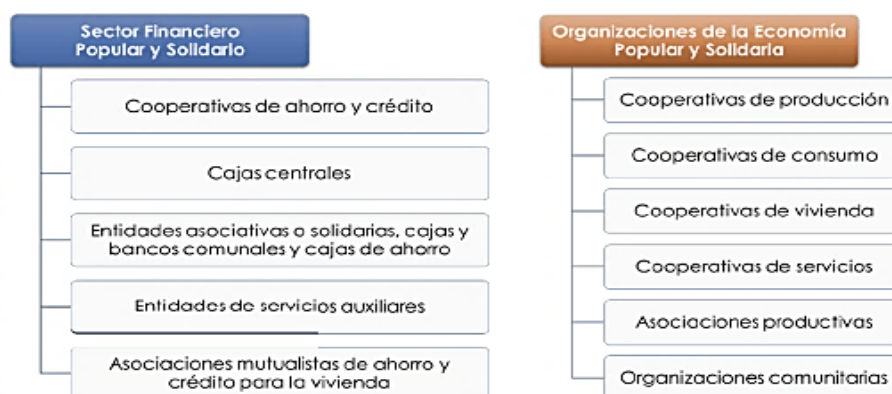 Sector Financiero
Popular y Solidario
Cooperativas de ahorro y crédito
Cajas centrales
Entidades asociativas o solidarias, cajas y
bancos comunales y cajas de ahorro
Entidades de servicios auxiliares
Asociaciones mutualistas de ahorro y
crédito para la vivienda
Organizaciones de la Economía
Popular y Solidaria
Cooperativas de producción
Cooperativas de consumo
Cooperativas de vivienda
Cooperativas de servicios
Asociaciones productivas
Organizaciones comunitarias